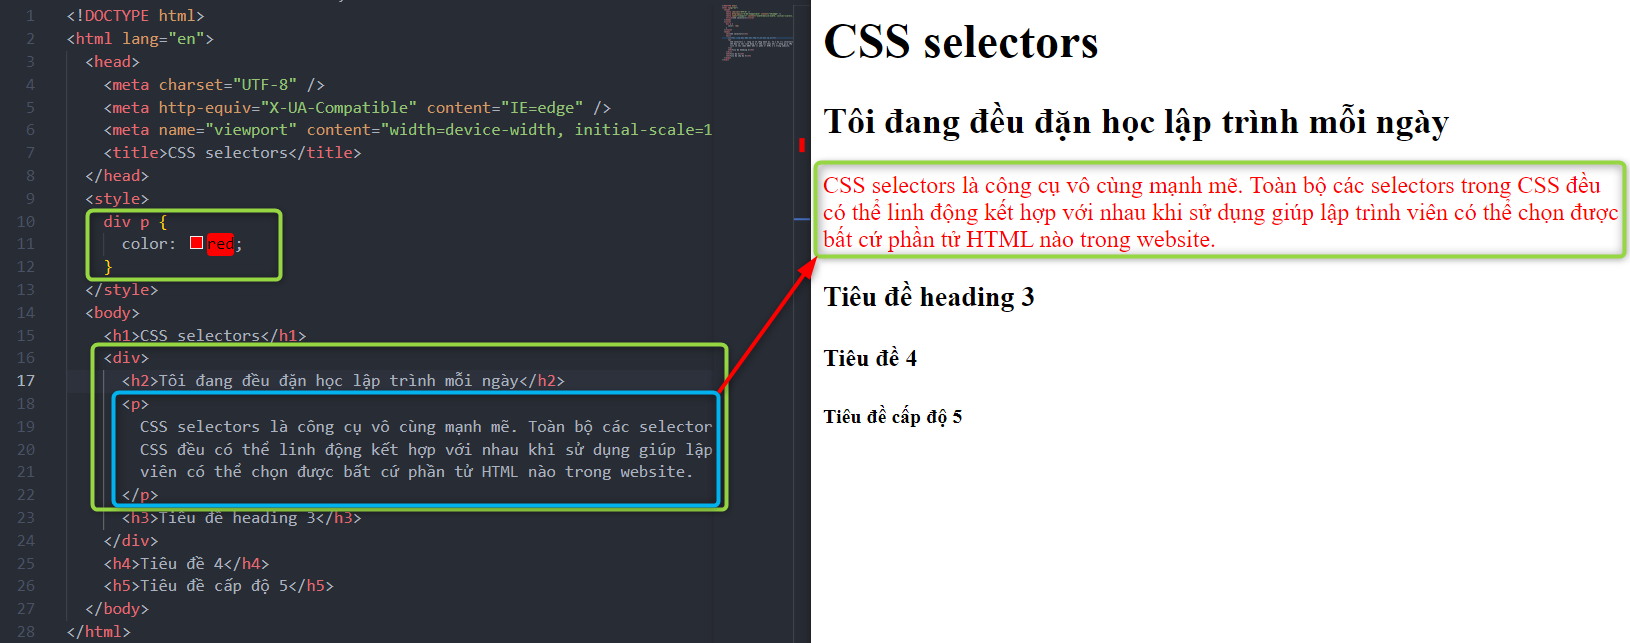 1 <!DOCTYPE html>
2 <html lang="en">
3 <head>
4 <meta charset="UTF-8" />
5 <meta http-equiv="X-UA-Compatible" content="IE=edge" />
6 <meta name="viewport" content="width=device-width, initial-scale=1
7 <title>CSS selectors</title>
8 </head>
9 <style>
10 div p {
11 color: red;
12 }
13 </style>
14 <body>
15 <h1>CSS selectors</h1>
16 <div>
17 <h2>Tôi đang đều đặn học lập trình mỗi ngày</h2>
18 <p>
19 CSS selectors là công cụ vô cùng mạnh mẽ. Toàn bộ các selector
20 CSS đều có thể linh động kết hợp với nhau khi sử dụng giúp lập
21 viên có thể chọn được bất cứ phần tử HTML nào trong website.
22 </p>
23 <h3>Tiêu đề heading 3</h3>
24 </div>
25 <h4>Tiêu đề 4</h4>
26 <h5>Tiêu đề cấp độ 5</h5>
27 </body>
28 </html>
CSS selectors
Tôi đang đều đặn học lập trình mỗi ngày
CSS selectors là công cụ vô cùng mạnh mẽ. Toàn bộ các selectors trong CSS đều
có thể linh động kết hợp với nhau khi sử dụng giúp lập trình viên có thể chọn được
bất cứ phần tử HTML nào trong website.
Tiêu đề heading 3
Tiêu đề 4
Tiêu đề cấp độ 5